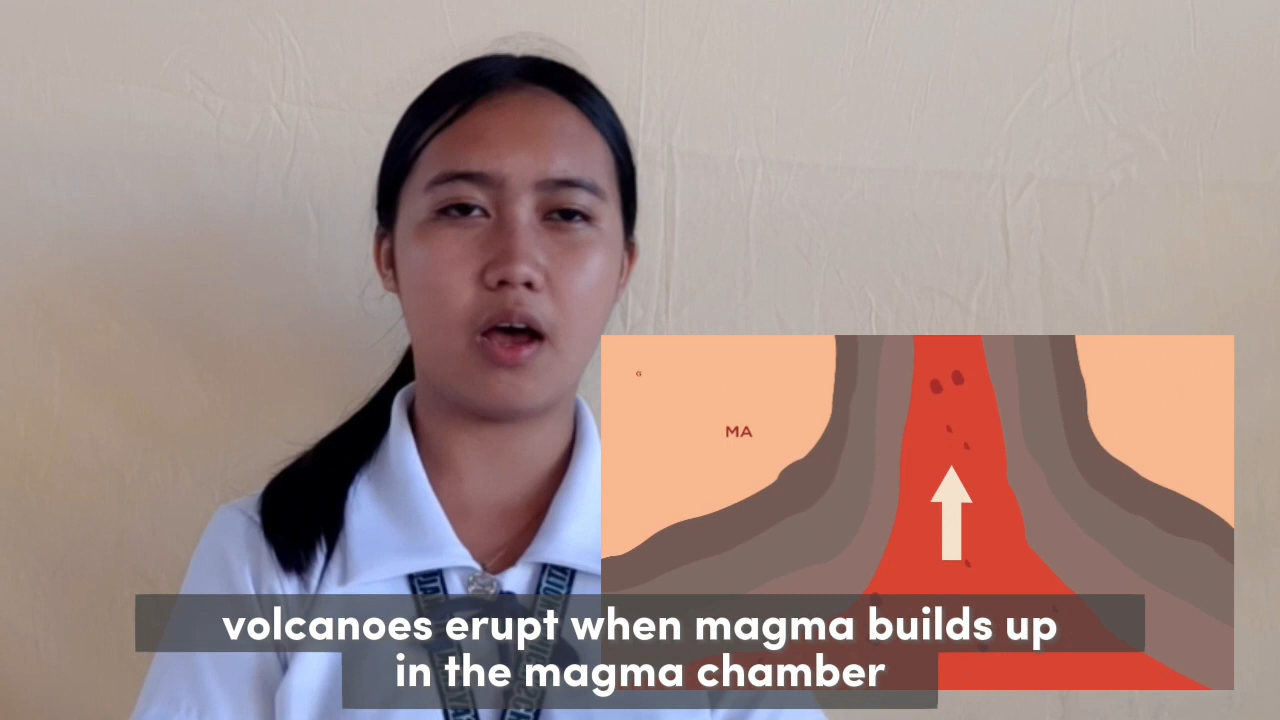 G
MA
volcanoes erupt when magma builds up
in the magma chamber